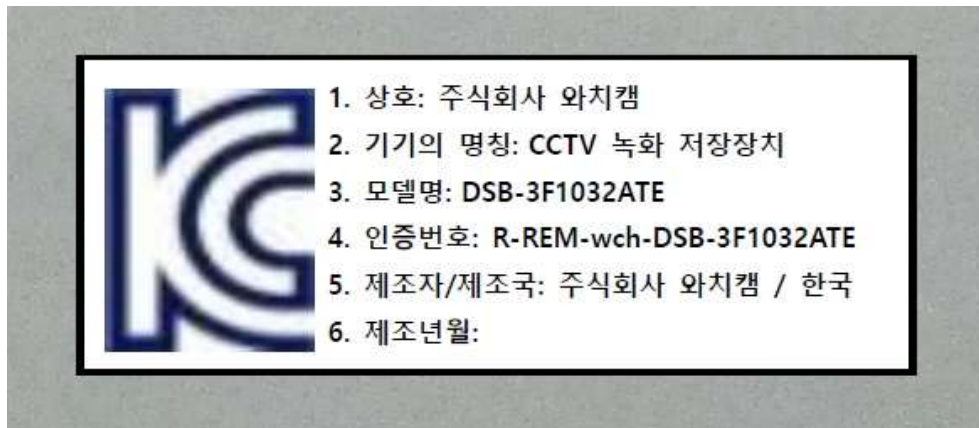 1. 상호: 주식회사 와치캠
2. 기기의 명칭: CCTV 녹화 저장장치
3. 모델명: DSB-3F1032ATE
4. 인증번호: R-REM-wch-DSB-3F1032ATE
5. 제조자/제조국: 주식회사 와치캠 / 한국
6. 제조년월: